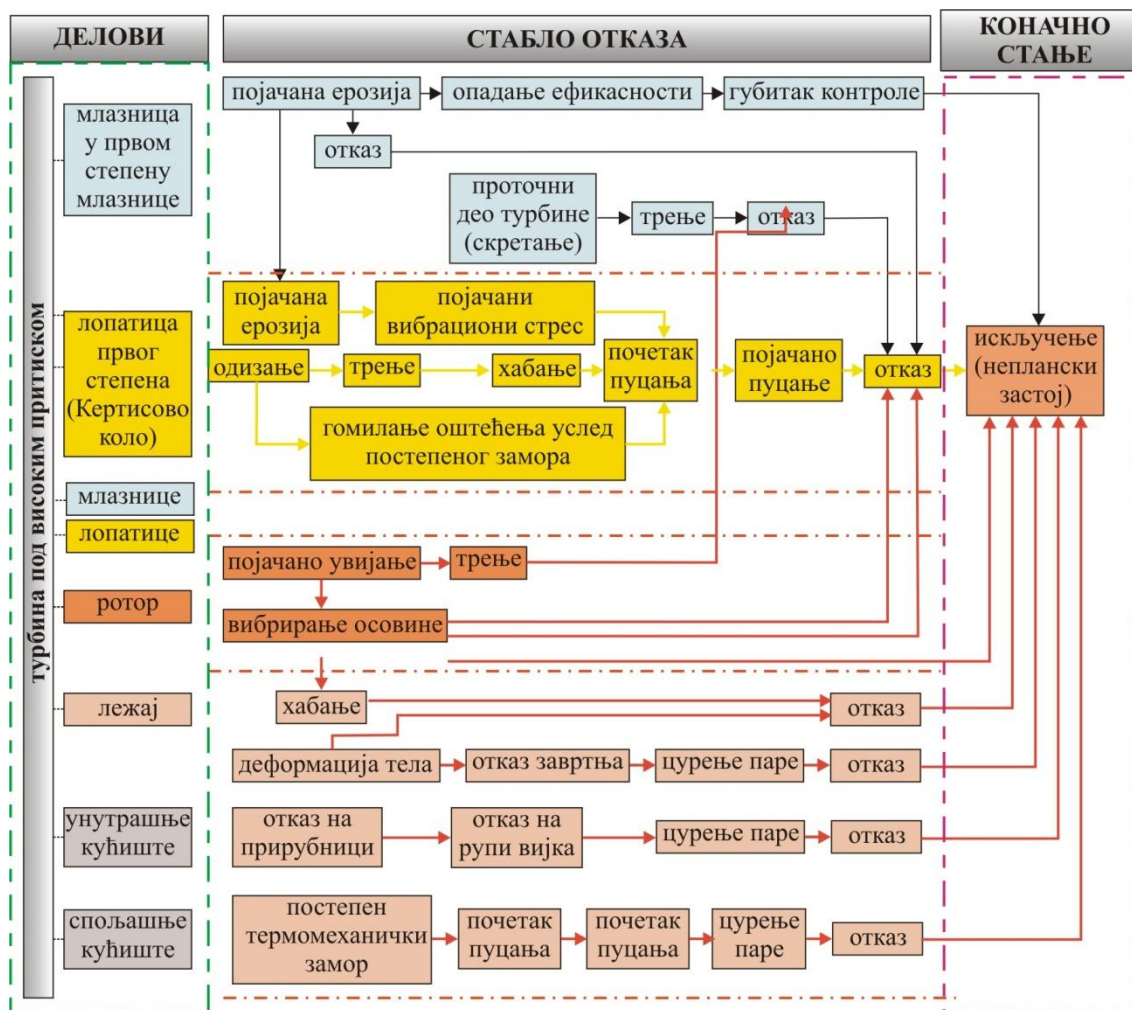 ДЕЛОВИ
СТАБЛО ОТКАЗА
КОНАЧНО
СТАЊЕ
турбина под високим притиском
млазница
у првом
степену
млазнице
појачана ерозија
опадање ефикасности
губитак контроле
отказ
проточни
део турбине
(скретање)
трење
отказ
лопатица
првог
степена
(Кертисово
коло)
појачана
ерозија
појачани
вибрациони стрес
одизање
трење
хабање
почетак
пуцања
појачано
пуцање
отказ
искључење
(неплански
застој)
гомилање оштећења услед
постепеног замора
млазнице
лопатице
појачано увијање
трење
ротор
вибрирање осовине
лежај
хабање
отказ
деформација тела
отказ завртња
цурење паре
отказ
унутрашње
кућиште
отказ на
прирубници
отказ на
рупи вијка
цурење паре
отказ
спољашње
кућиште
постепен
термомеханички
замор
почетак
пуцања
почетак
пуцања
цурење
паре
отказ